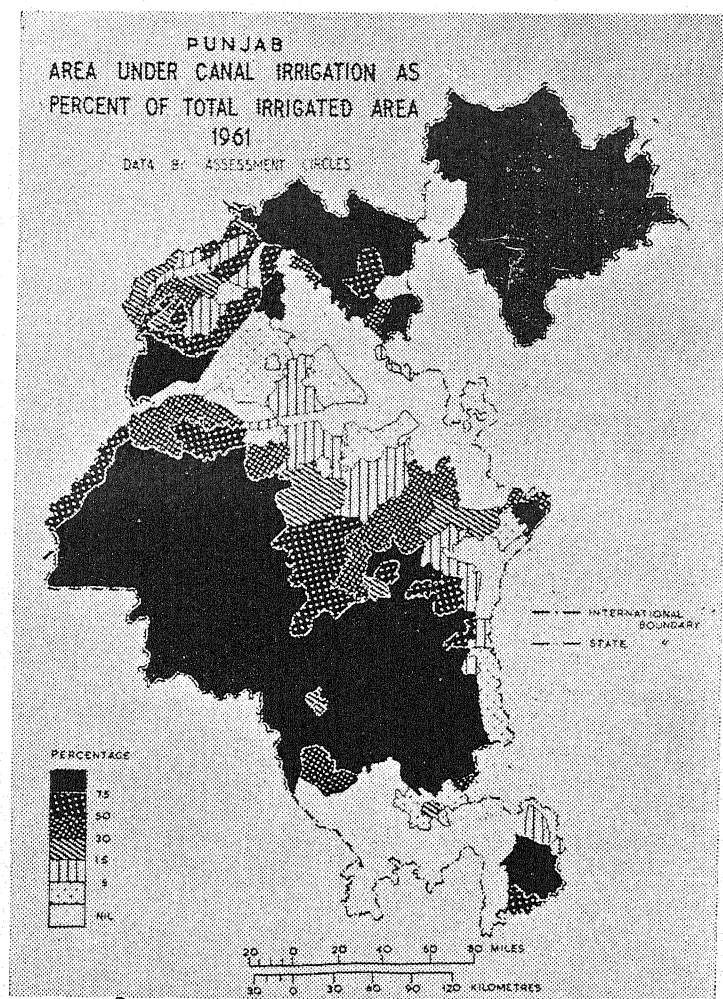 PUNJAB
AREA UNDER CANAL IRRIGATION AS
PERCENT OF TOTAL IRRIGATED AREA
1961
DATA BY ASSESSMENT CIRCLES
INTERNATIONAL
BOUNDARY
STATE "
PERCENTAGE
75
50
30
15
5
NIL
20 0 20 40 60 80 MILES
30 0 30 60 90 120 KILOMETRES